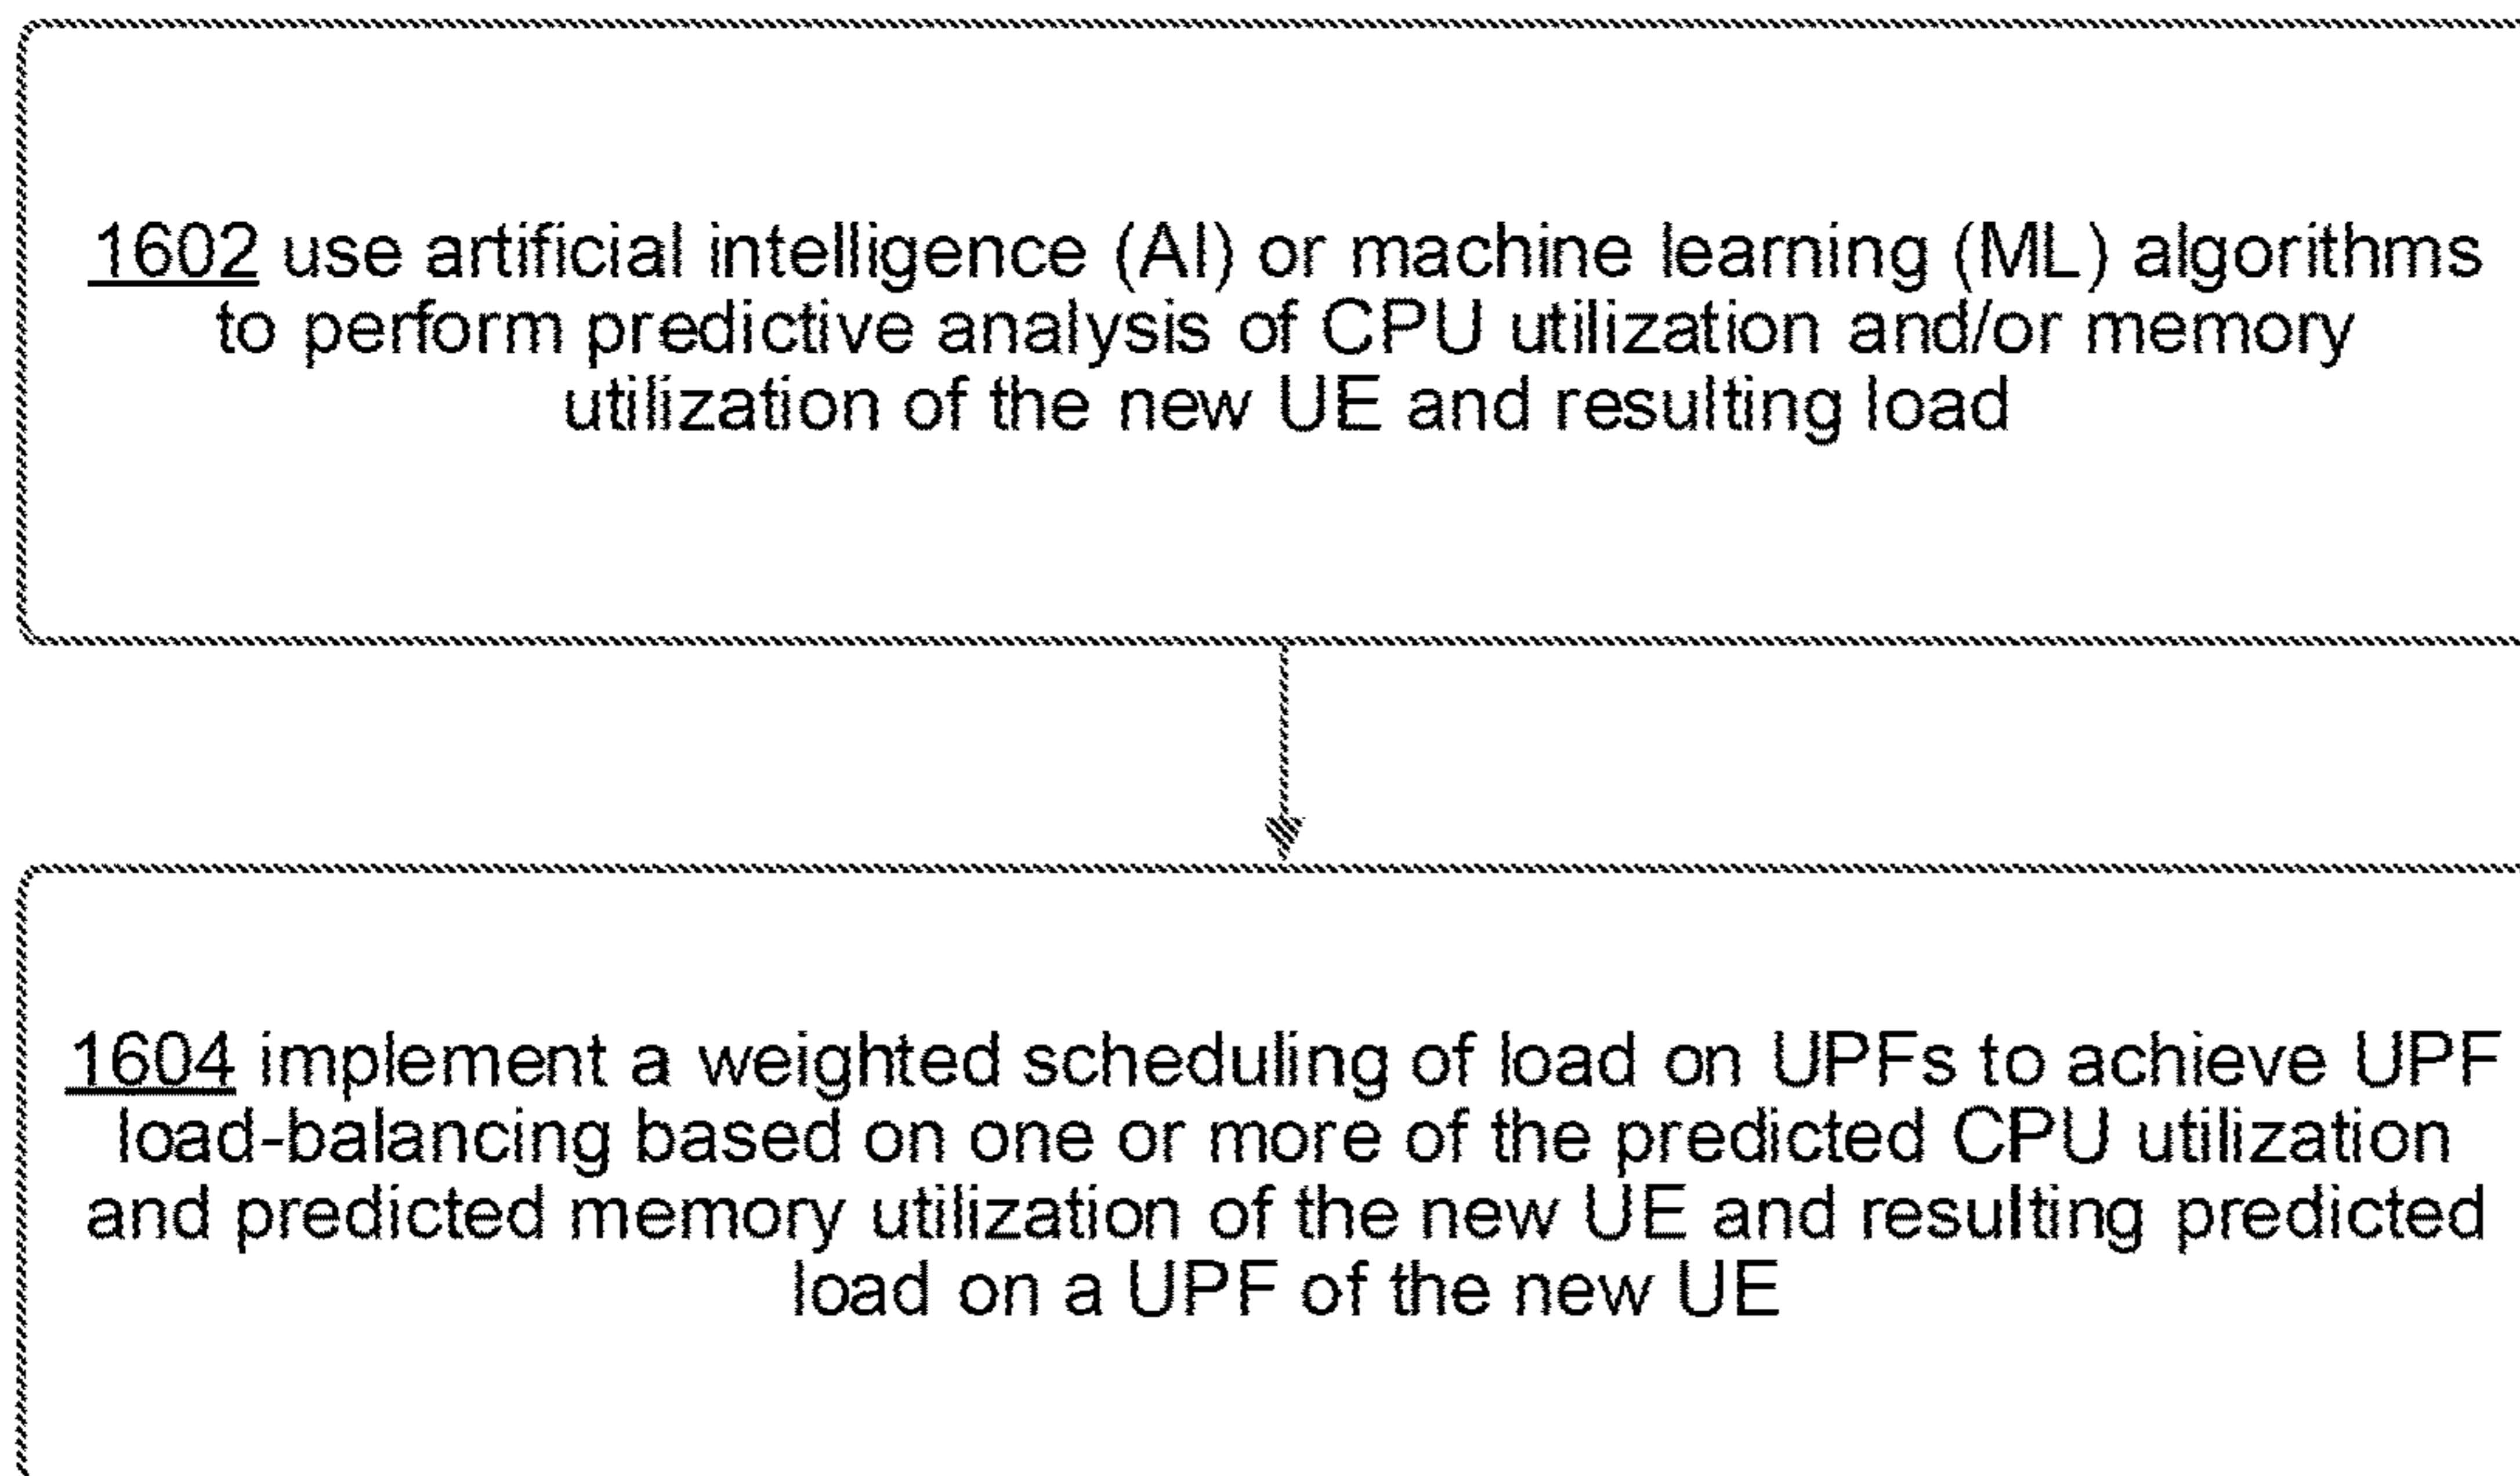 1602 use artificial intelligence (AI) or machine learning (ML) algorithms
to perform predictive analysis of CPU utilization and/or memory
utilization of the new UE and resulting load
1604 implement a weighted scheduling of load on UPFs to achieve UPF
load-balancing based on one or more of the predicted CPU utilization
and predicted memory utilization of the new UE and resulting predicted
load on a UPF of the new UE